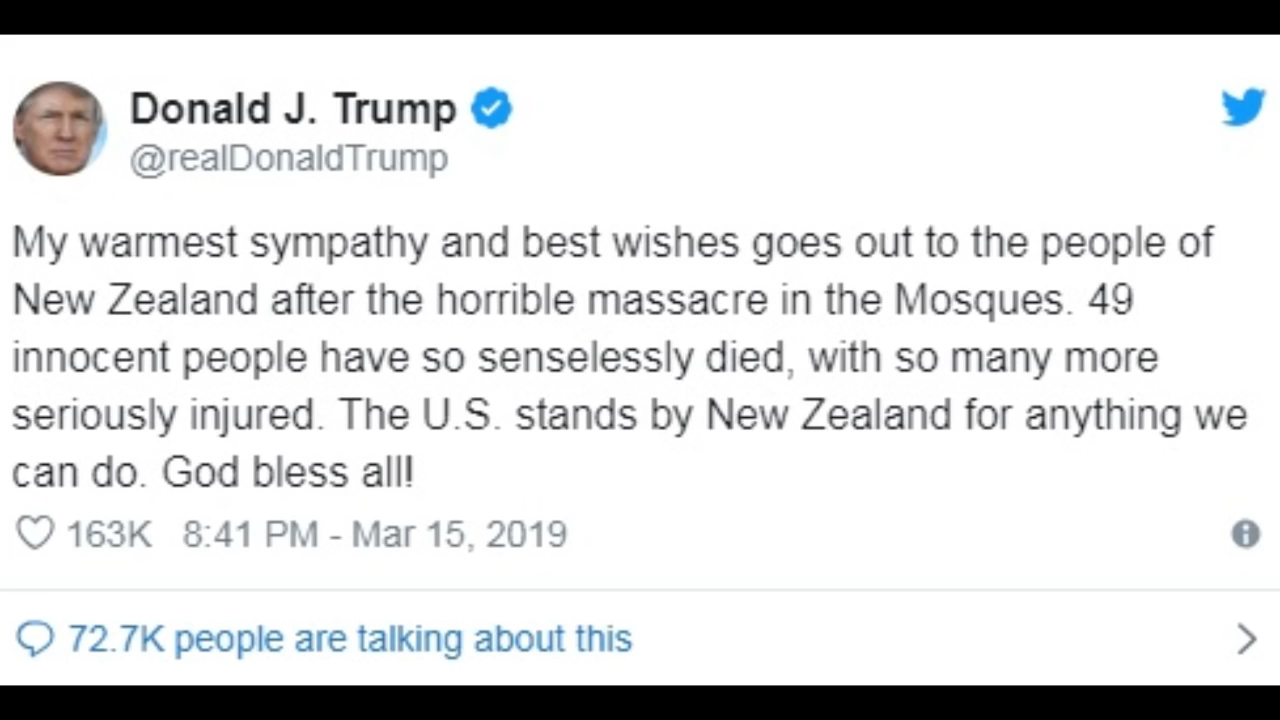 Donald J. Trump
@realDonaldTrump
My warmest sympathy and best wishes goes out to the people of
New Zealand after the horrible massacre in the Mosques. 49
innocent people have so senselessly died, with so many more
seriously injured. The U.S. stands by New Zealand for anything we
can do. God bless all!
163K 8:41 PM - Mar 15, 2019
72.7K people are talking about this